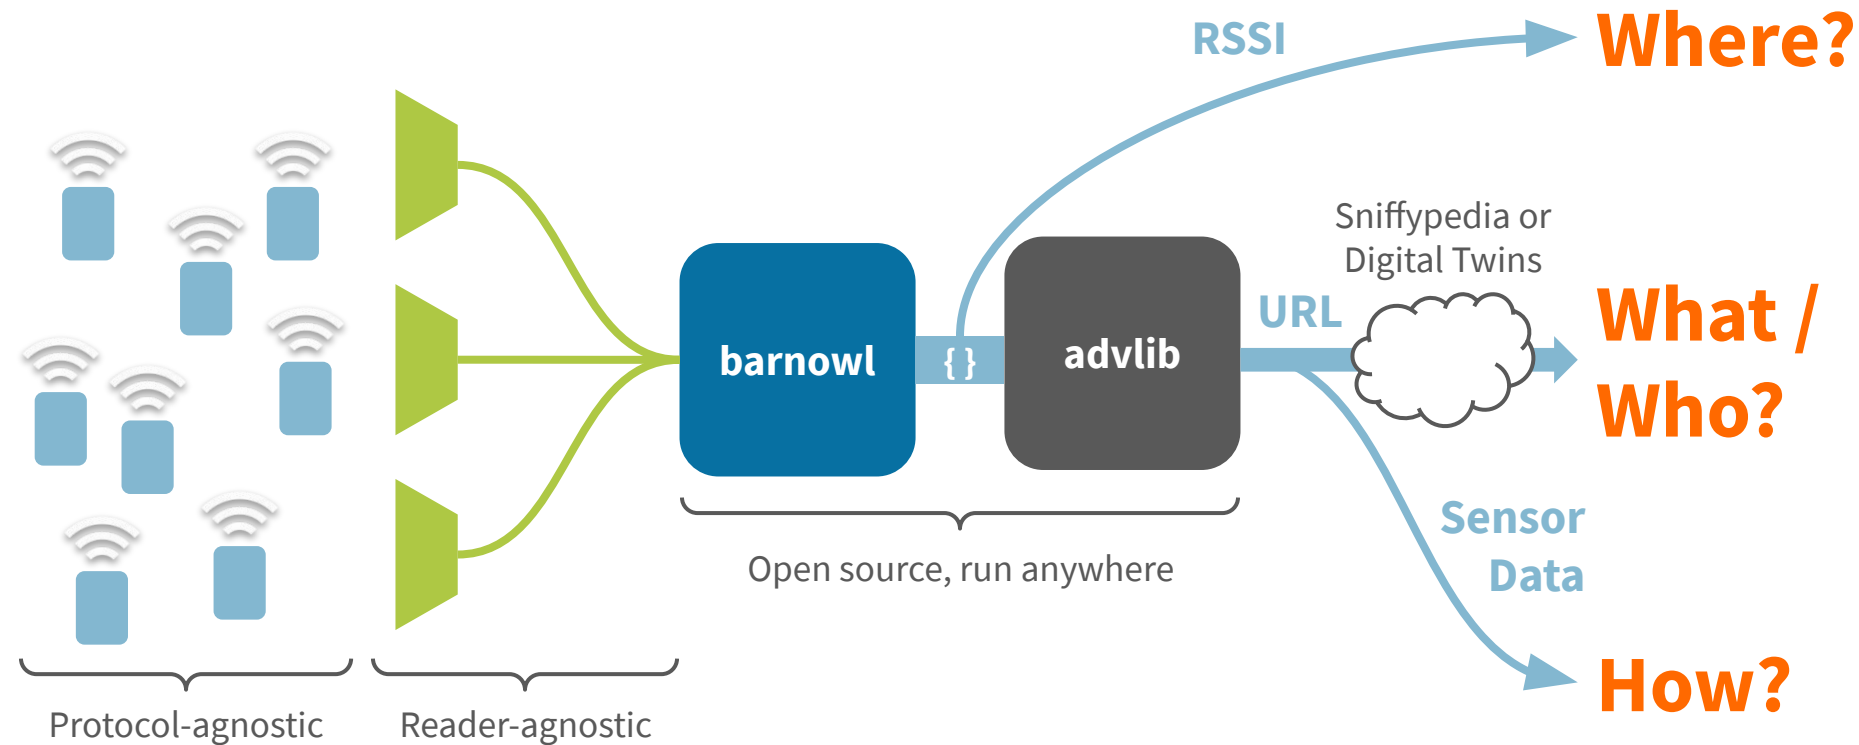 RSSI
Where?
Sniffypedia or
Digital Twins
URL
What /
Who?
barnowl
{ }
advlib
Sensor
Data
Open source, run anywhere
How?
Protocol-agnostic
Reader-agnostic